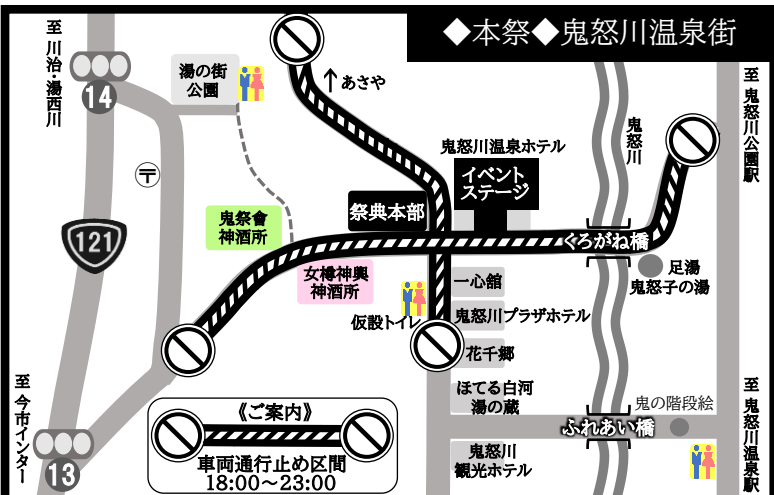 ◆本祭◆鬼怒川温泉街
至 川治・湯西川
14
湯の街
公園
↑あさや
鬼怒川
至 鬼怒川公園駅
〒
鬼怒川温泉ホテル
イベント
ステージ
祭典本部
鬼祭會
神酒所
121
くろがね橋
女樽神輿
神酒所
一心舘
足湯
鬼怒子の湯
仮設トイレ
鬼怒川プラザホテル
花千郷
至 今市インター
13
ほてる白河
湯の蔵
鬼の階段絵
至 鬼怒川温泉駅
ふれあい橋
鬼怒川
観光ホテル
《ご案内》
車両通行止め区間
18:00～23:00